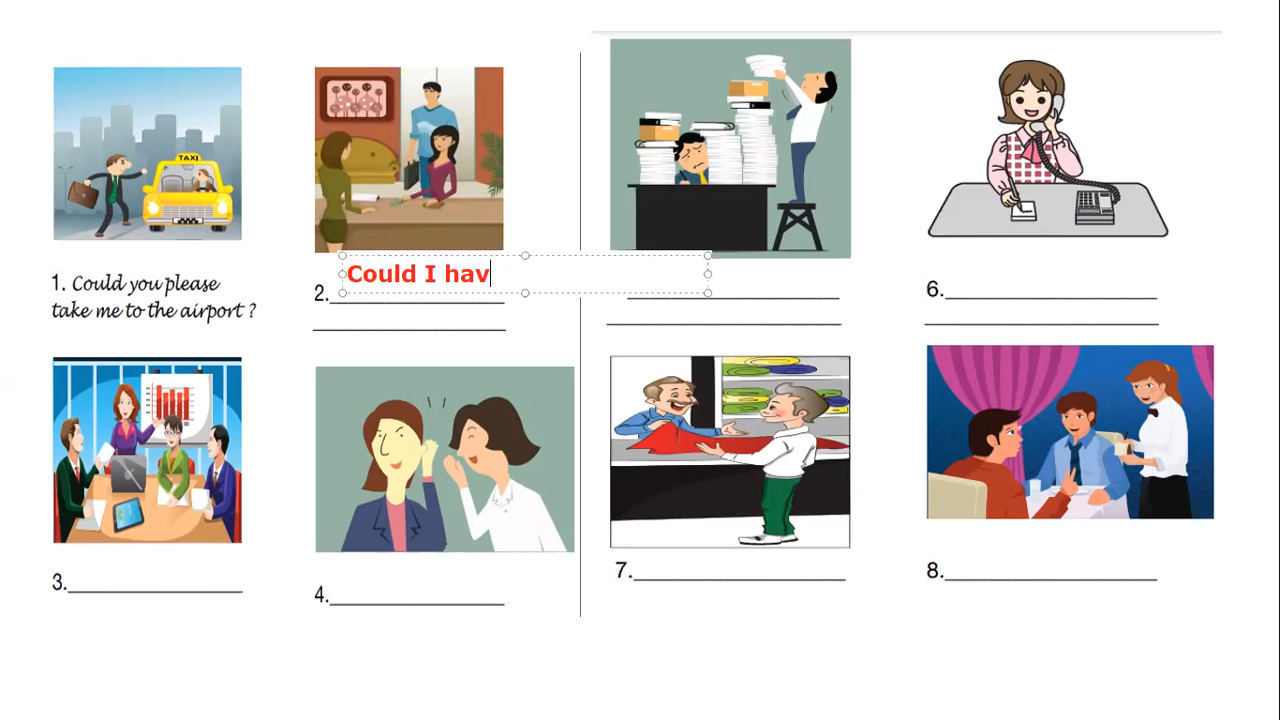 TAXI
1. Could you please
take me to the airport ?
Could I hav
2.
3.
4.
6.
7.
8.